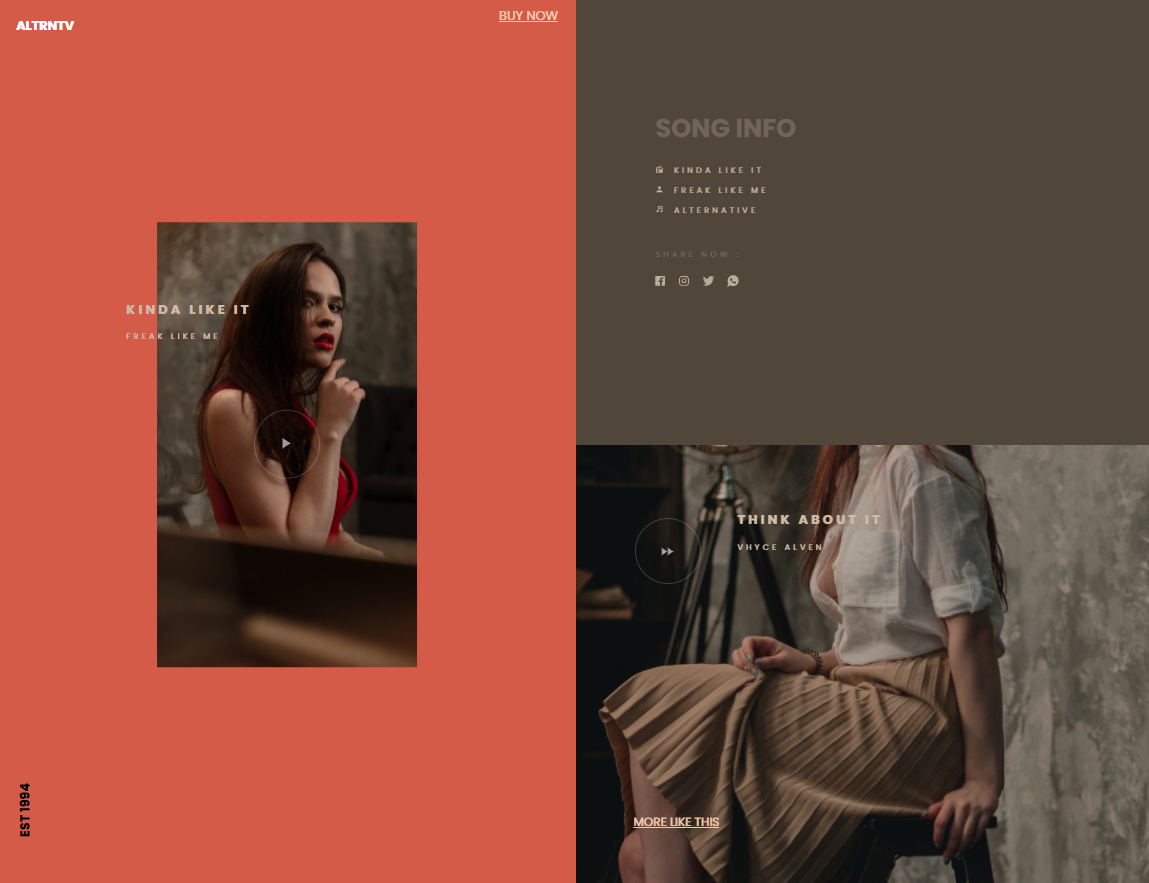 ALTRNTV
BUY NOW
KINDA LIKE IT
FREAK LIKE ME
EST 1994
SONG INFO
KINDA LIKE IT
FREAK LIKE ME
ALTERNATIVE
SHARE NOW :
THINK ABOUT IT
VHYCE ALVEN
MORE LIKE THIS